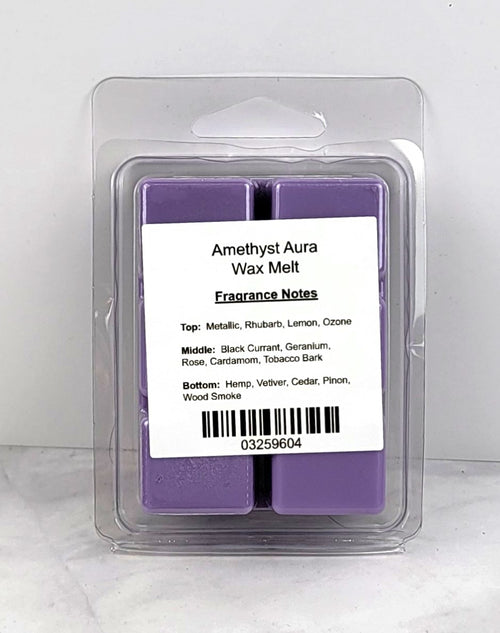 Amethyst Aura
Wax Melt
Fragrance Notes
Top: Metallic, Rhubarb, Lemon, Ozone
Middle: Black Currant, Geranium,
Rose, Cardamom, Tobacco Bark
Bottom: Hemp, Vetiver, Cedar, Pinon,
Wood Smoke
03259604